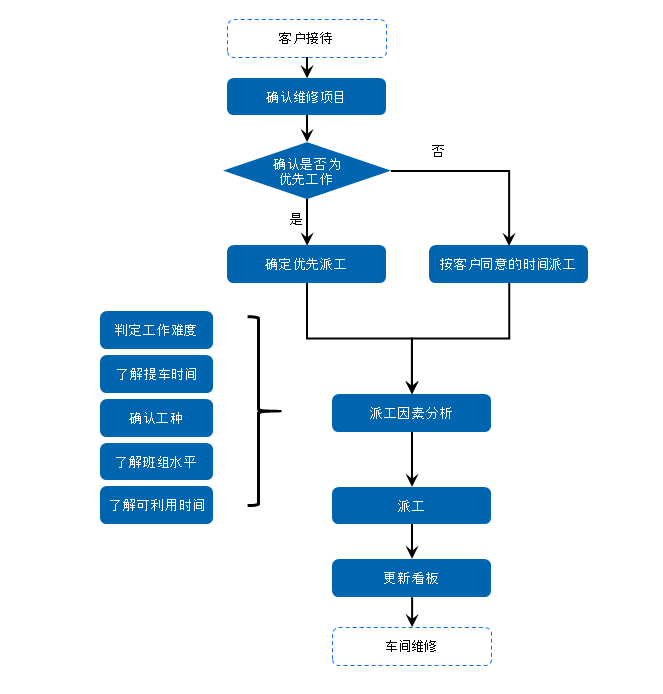 客户接待
确认维修项目
确认是否为
优先工作
否
是
确定优先派工
按客户同意的时间派工
判定工作难度
了解提车时间
确认工种
了解班组水平
了解可利用时间
派工因素分析
派工
更新看板
车间维修